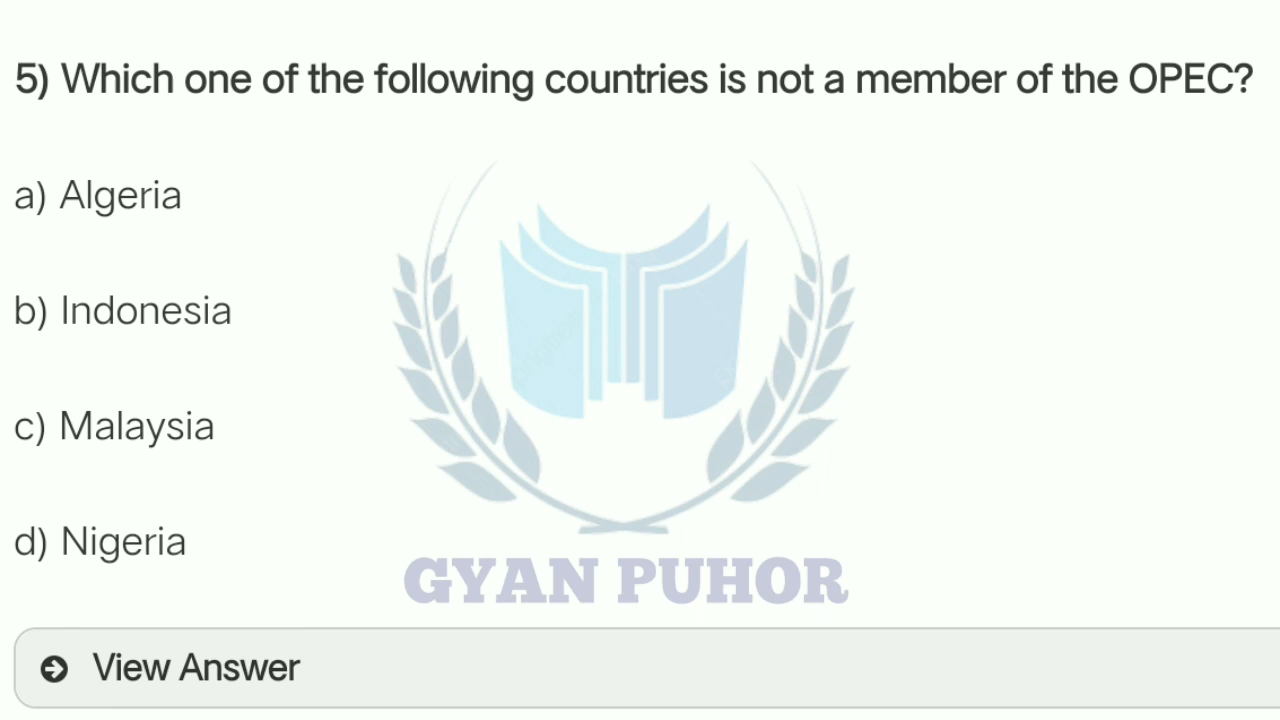 5) Which one of the following countries is not a member of the OPEC?
a) Algeria
b) Indonesia
c) Malaysia
d) Nigeria
GYAN PUHOR
View Answer